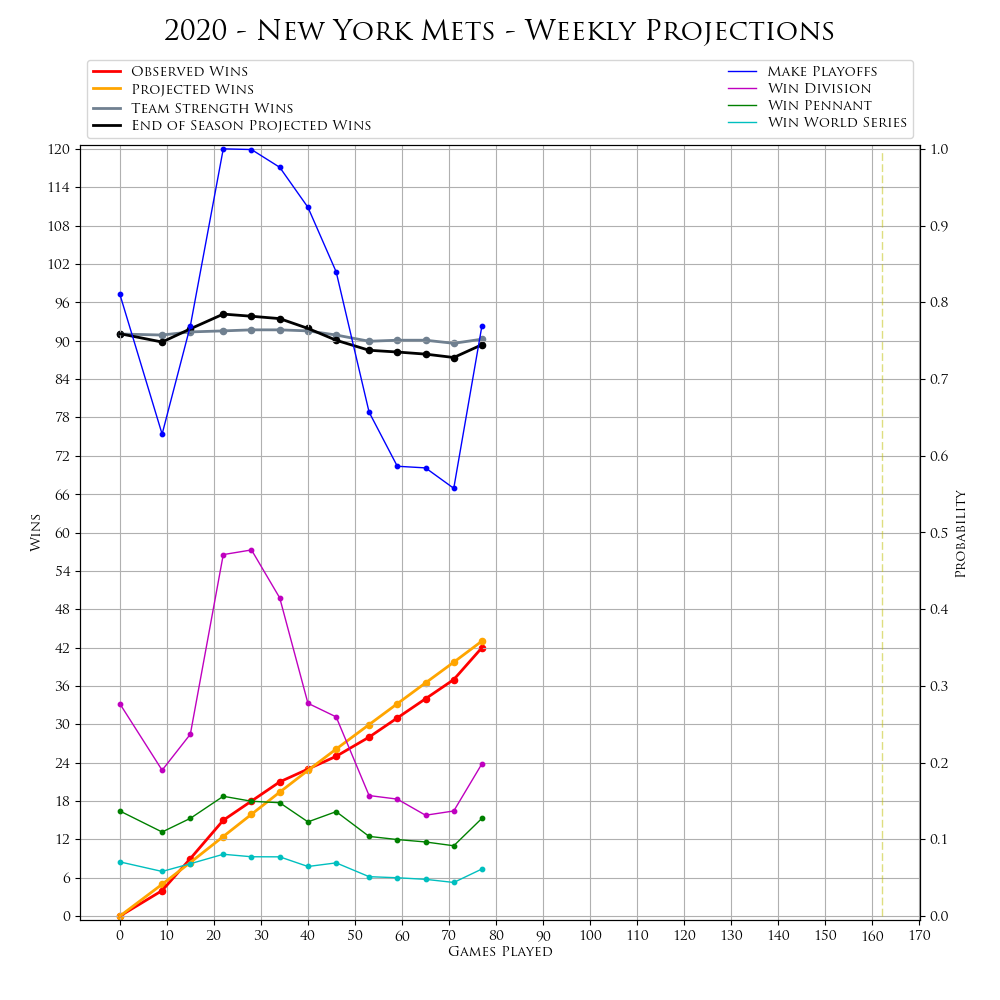 2020 - New York Mets - Weekly Projections
Observed Wins
Projected Wins
Team Strength Wins
End of Season Projected Wins
Make Playoffs
Win Division
Win Pennant
Win World Series
120
114
108
102
96
90
84
78
72
66
60
54
48
42
36
30
24
18
12
6
0
Wins
1.0
0.9
0.8
0.7
0.6
0.5
0.4
0.3
0.2
0.1
0.0
Probability
0 10 20 30 40 50 60 70 80 90 100 110 120 130 140 150 160 170
Games Played